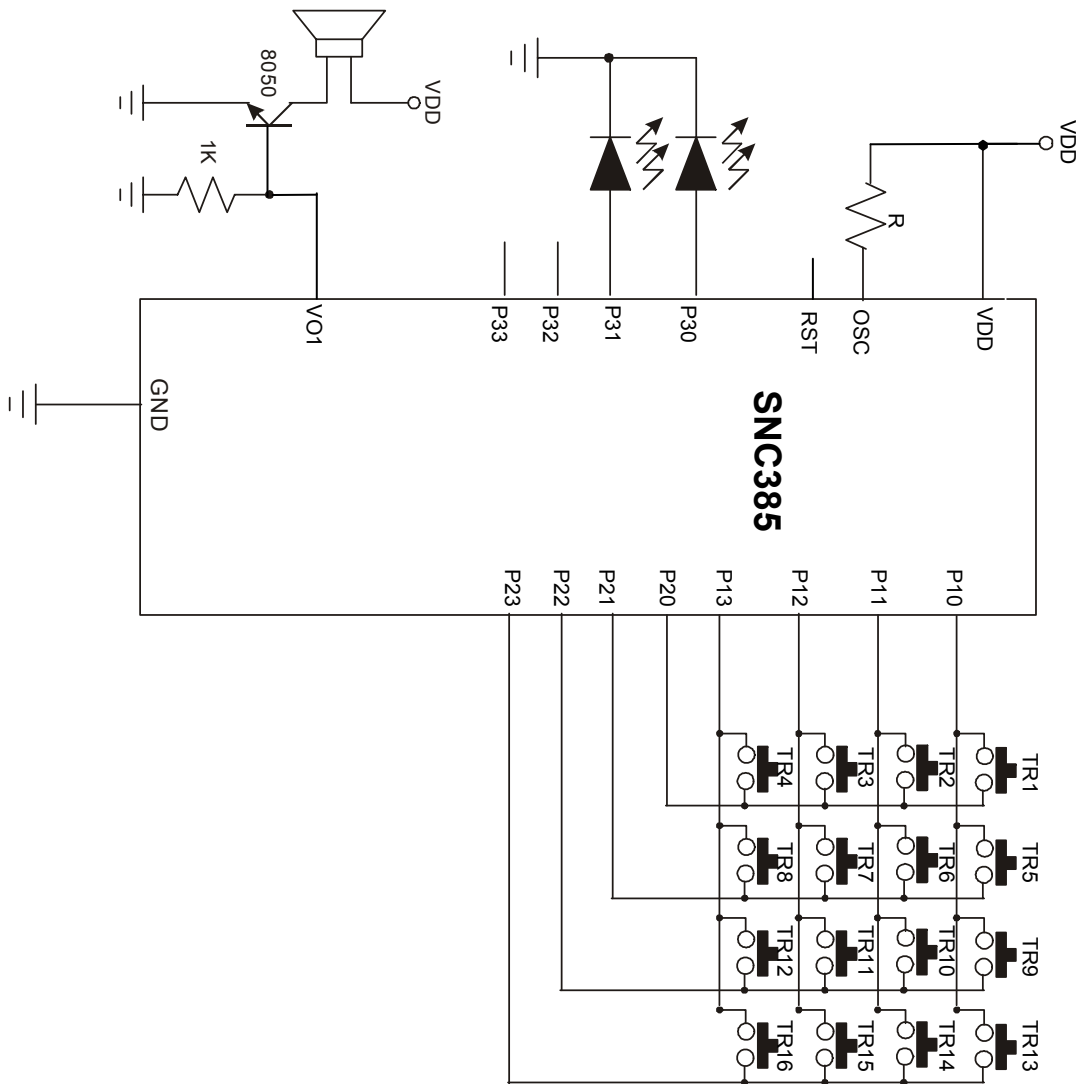 VDD
R
VDD
OSC
RST
P30
P31
P32
P33
VDD
8050
1K
VO1
GND
SNC385
P10
P11
P12
P13
P20
P21
P22
P23
TR1
TR2
TR3
TR4
TR5
TR6
TR7
TR8
TR9
TR10
TR11
TR12
TR13
TR14
TR15
TR16